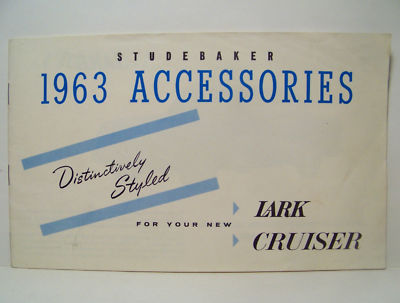 STUDEBAKER
1963 ACCESSORIES
Distinctively
Styled
FOR YOUR NEW
LARK
CRUISER